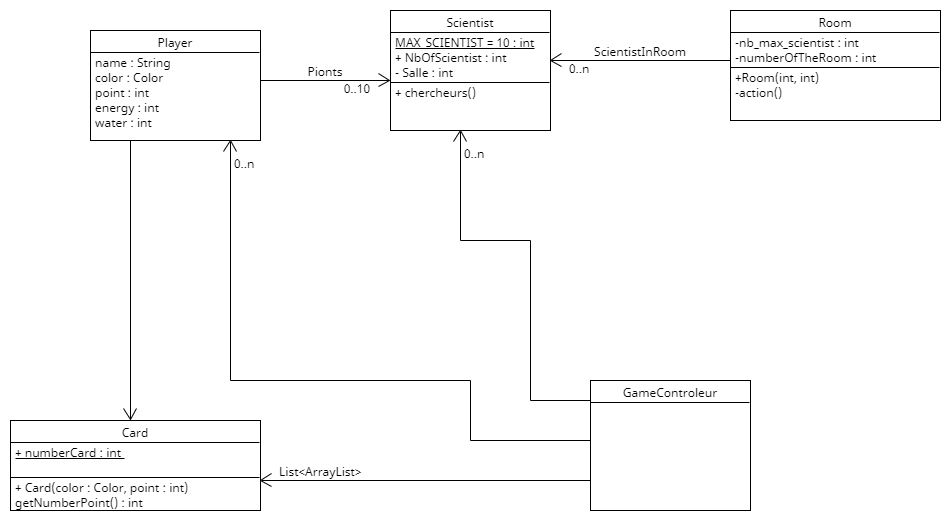 Player
name : String
color : Color
point : int
energy : int
water : int
Pionts
0..10
Scientist
MAX_SCIENTIST = 10 : int
+ NbOfScientist : int
- Salle : int
+ chercheurs()
ScientistInRoom
0..n
Room
-nb_max_scientist : int
-numberOfTheRoom : int
+Room(int, int)
-action()
0..n
0..n
GameControleur
Card
+ numberCard : int
+ Card(color : Color, point : int)
getNumberPoint() : int
List<ArrayList>